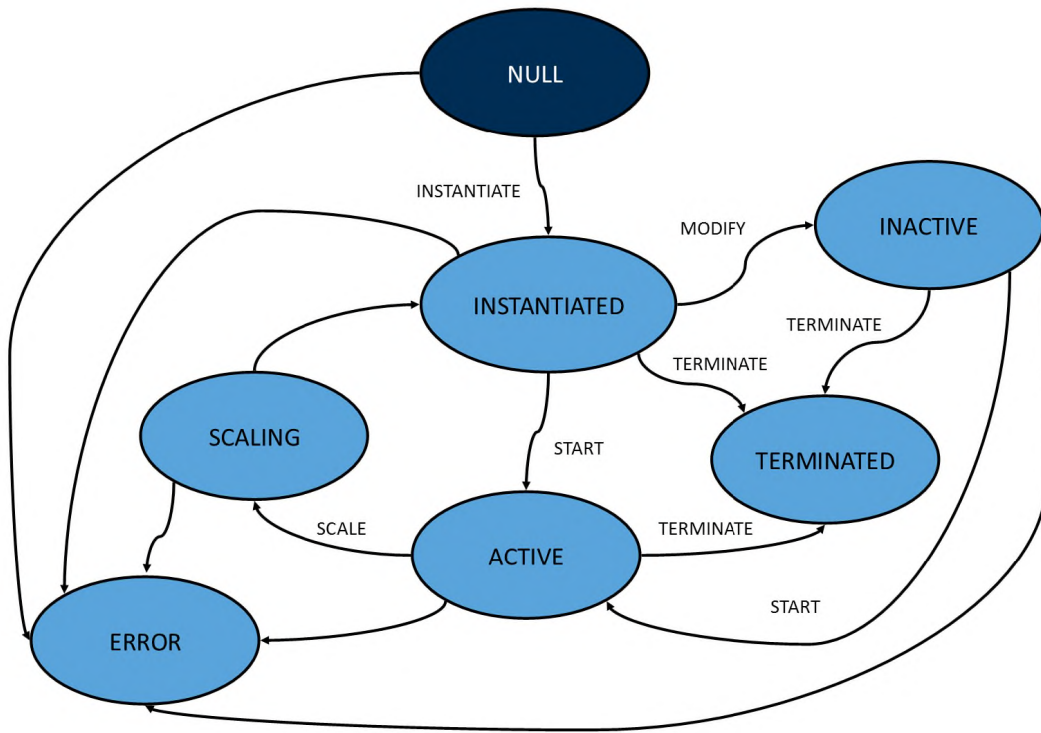 NULL
INSTANTIATE
INACTIVE
MODIFY
INSTANTIATED
TERMINATE
TERMINATE
SCALING
START
TERMINATED
SCALE
TERMINATE
ACTIVE
START
ERROR